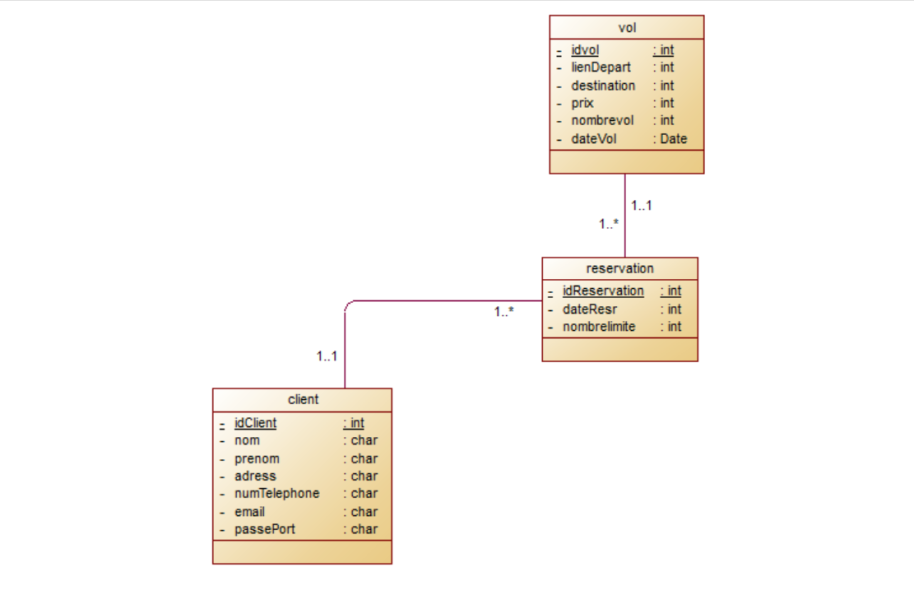 vol
- idvol : int
- lienDepart : int
- destination : int
- prix : int
- nombrevol : int
- dateVol : Date
1..1
1..*
reservation
- idReservation : int
- dateResr : int
- nombrelimite : int
1..*
1..1
client
- idClient : int
- nom : char
- prenom : char
- adress : char
- numTelephone : char
- email : char
- passePort : char